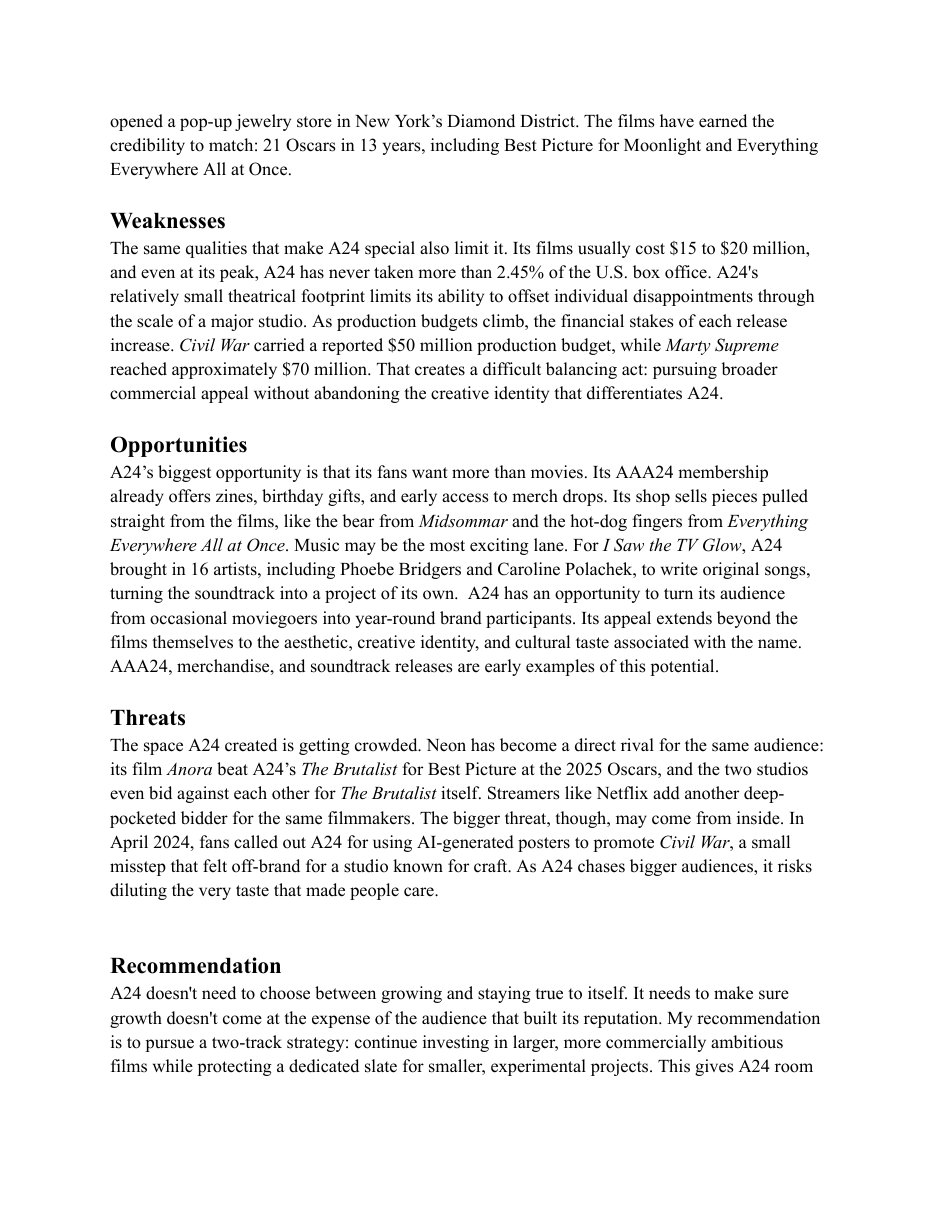 opened a pop-up jewelry store in New York’s Diamond District. The films have earned the
credibility to match: 21 Oscars in 13 years, including Best Picture for Moonlight and Everything
Everywhere All at Once.
Weaknesses
The same qualities that make A24 special also limit it. Its films usually cost $15 to $20 million,
and even at its peak, A24 has never taken more than 2.45% of the U.S. box office. A24's
relatively small theatrical footprint limits its ability to offset individual disappointments through
the scale of a major studio. As production budgets climb, the financial stakes of each release
increase. Civil War carried a reported $50 million production budget, while Marty Supreme
reached approximately $70 million. That creates a difficult balancing act: pursuing broader
commercial appeal without abandoning the creative identity that differentiates A24.
Opportunities
A24’s biggest opportunity is that its fans want more than movies. Its AAA24 membership
already offers zines, birthday gifts, and early access to merch drops. Its shop sells pieces pulled
straight from the films, like the bear from Midsommar and the hot-dog fingers from Everything
Everywhere All at Once. Music may be the most exciting lane. For I Saw the TV Glow, A24
brought in 16 artists, including Phoebe Bridgers and Caroline Polachek, to write original songs,
turning the soundtrack into a project of its own.  A24 has an opportunity to turn its audience
from occasional moviegoers into year-round brand participants. Its appeal extends beyond the
films themselves to the aesthetic, creative identity, and cultural taste associated with the name.
AAA24, merchandise, and soundtrack releases are early examples of this potential.
Threats
The space A24 created is getting crowded. Neon has become a direct rival for the same audience:
its film Anora beat A24’s The Brutalist for Best Picture at the 2025 Oscars, and the two studios
even bid against each other for The Brutalist itself. Streamers like Netflix add another deep-
pocketed bidder for the same filmmakers. The bigger threat, though, may come from inside. In
April 2024, fans called out A24 for using AI-generated posters to promote Civil War, a small
misstep that felt off-brand for a studio known for craft. As A24 chases bigger audiences, it risks
diluting the very taste that made people care.
Recommendation
A24 doesn't need to choose between growing and staying true to itself. It needs to make sure
growth doesn't come at the expense of the audience that built its reputation. My recommendation
is to pursue a two-track strategy: continue investing in larger, more commercially ambitious
films while protecting a dedicated slate for smaller, experimental projects. This gives A24 room